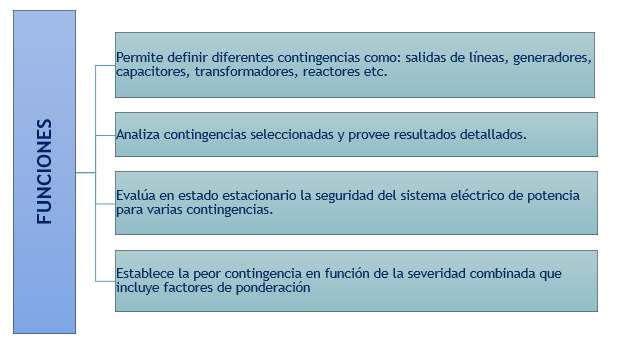 FUNCIONES
Permite definir diferentes contingencias como: salidas de líneas, generadores,
capacitores, transformadores, reactores etc.
Analiza contingencias seleccionadas y provee resultados detallados.
Evalúa en estado estacionario la seguridad del sistema eléctrico de potencia
para varias contingencias.
Establece la peor contingencia en función de la severidad combinada que
incluye factores de ponderación